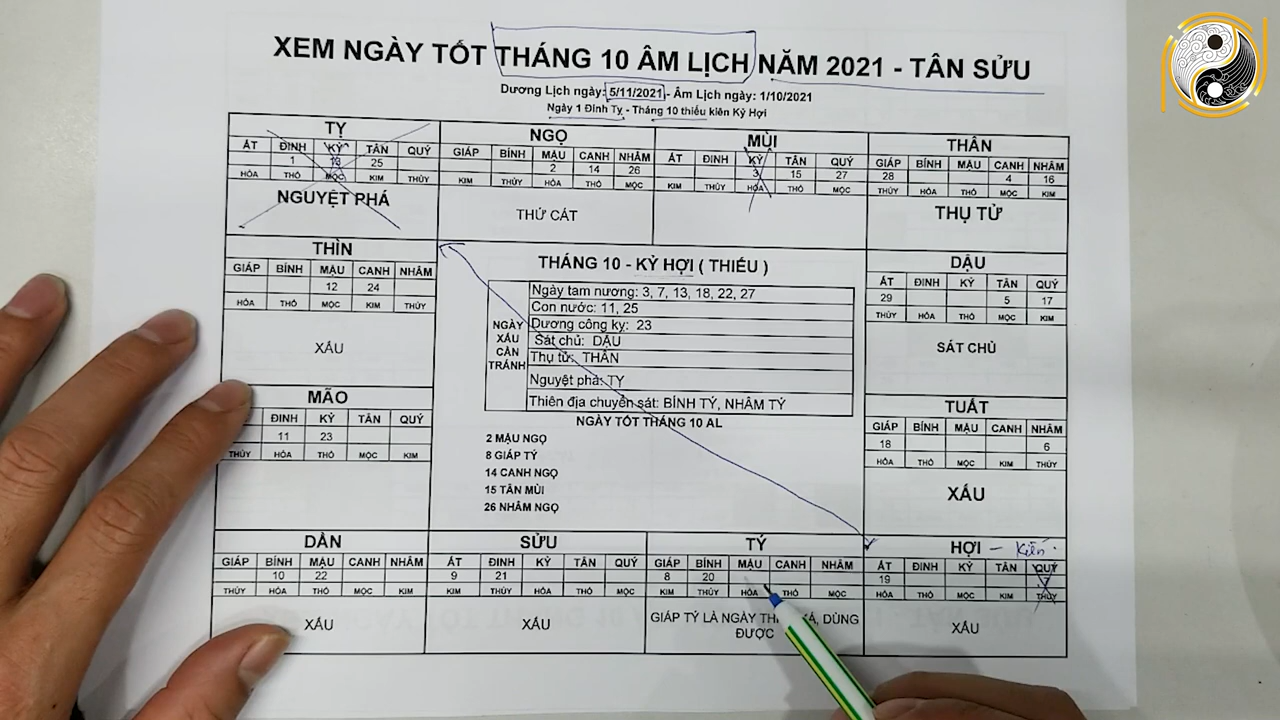 XEM NGÀY TỐT THÁNG 10 ÂM LỊCH NĂM 2021 - TÂN SỬU
Dương Lịch ngày: 5/11/2021 - Âm Lịch ngày: 1/10/2021
Ngày 1 Đinh Tỵ - Tháng 10 thiếu kiên Kỷ Hợi
TỴ
ẤT ĐINH KỶ TÂN QUÝ
1 13 25
HỎA THỔ MỘC KIM THỦY
NGUYỆT PHÁ
NGỌ
GIÁP BÍNH MẬU CANH NHÂM
2 14 26
KIM THỦY HỎA THỔ MỘC
THỨ CÁT
MÙI
ẤT ĐINH KỶ TÂN QUÝ
3 15 27
KIM THỦY HỎA THỔ MỘC
THÂN
GIÁP BÍNH MẬU CANH NHÂM
28 4 16
THỦY HỎA THỔ MỘC KIM
THỤ TỬ
THÌN
GIÁP BÍNH MẬU CANH NHÂM
12 24
HỎA THỔ MỘC KIM THỦY
XẤU
THÁNG 10 - KỶ HỢI ( THIẾU )
NGÀY XẤU CẦN TRÁNH
Ngày tam nương: 3, 7, 13, 18, 22, 27
Con nước: 11, 25
Dương công kỵ: 23
Sát chủ: DẬU
Thụ tử: THÂN
Nguyệt phá: TỴ
Thiên địa chuyển sát: BÍNH TÝ, NHÂM TÝ
NGÀY TỐT THÁNG 10 AL
2 MẬU NGỌ
8 GIÁP TÝ
14 CANH NGỌ
15 TÂN MÙI
26 NHÂM NGỌ
DẬU
ẤT ĐINH KỶ TÂN QUÝ
29 5 17
THỦY HỎA THỔ MỘC KIM
SÁT CHỦ
MÃO
ĐINH KỶ TÂN QUÝ
11 23
THỦY HỎA THỔ MỘC KIM
TUẤT
GIÁP BÍNH MẬU CANH NHÂM
18 6
HỎA THỔ MỘC KIM THỦY
XẤU
DẦN
GIÁP BÍNH MẬU CANH NHÂM
10 22
THỦY HỎA THỔ MỘC KIM
XẤU
SỬU
ẤT ĐINH KỶ TÂN QUÝ
9 21
KIM THỦY HỎA THỔ MỘC
XẤU
TÝ
GIÁP BÍNH MẬU CANH NHÂM
8 20
KIM THỦY HỎA THỔ MỘC
GIÁP TÝ LÀ NGÀY DÙNG
ĐƯỢC
HỢI - Kiến
ẤT ĐINH KỶ TÂN QUÝ
19 7
HỎA THỔ MỘC KIM THỦY
XẤU